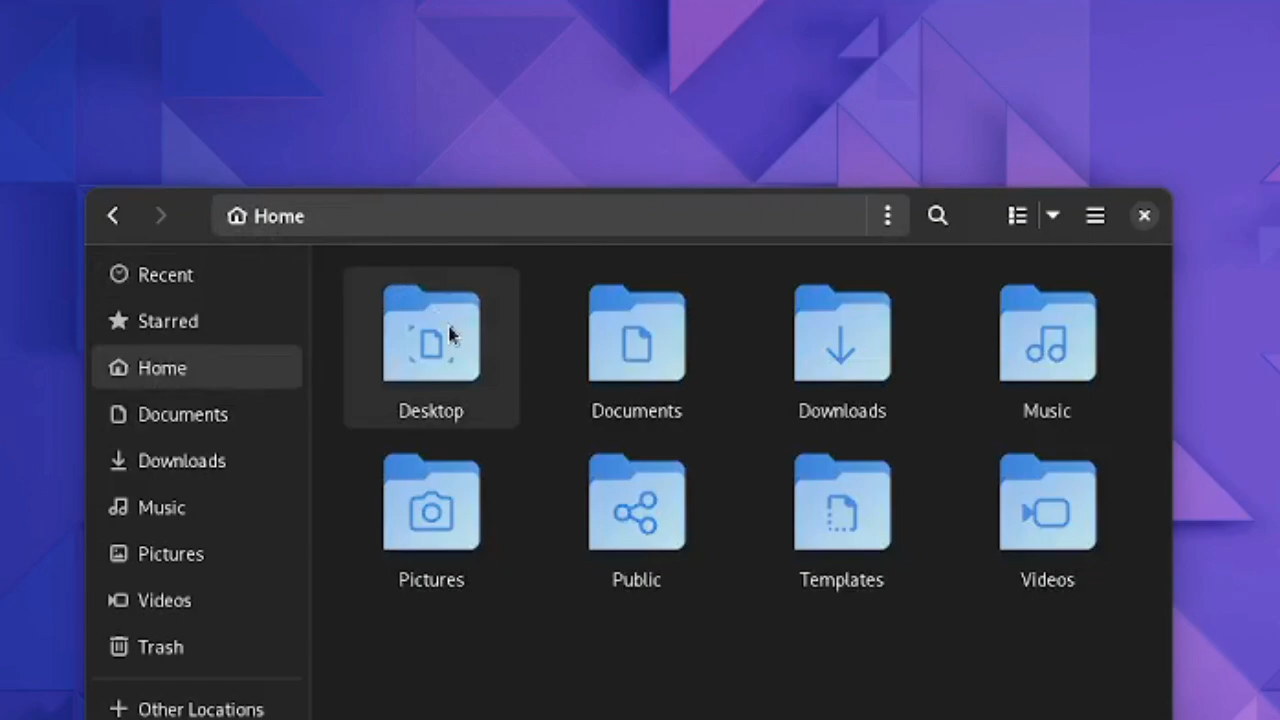 Home
Recent
Starred
Home
Documents
Downloads
Music
Pictures
Videos
Trash
Other Locations
Desktop
Documents
Downloads
Music
Pictures
Public
Templates
Videos